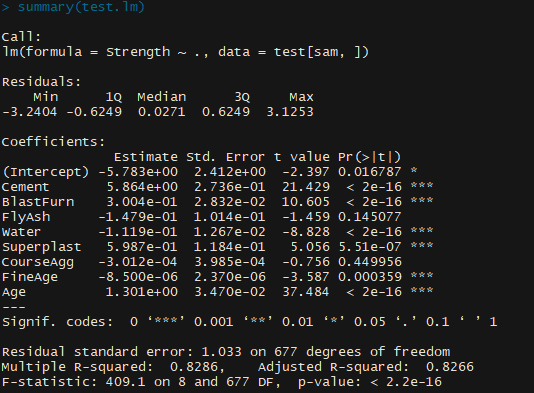 > summary(test.lm)
Call:
lm(formula = Strength ~ ., data = test[sam, ])
Residuals:
    Min      1Q  Median      3Q     Max
-3.2404 -0.6249  0.0271  0.6249  3.1253
Coefficients:
              Estimate Std. Error t value Pr(>|t|)
(Intercept) -5.783e+00  2.412e+00  -2.397 0.016787 *
Cement       5.864e+00  2.736e-01  21.429  < 2e-16 ***
BlastFurn    3.004e-01  2.832e-02  10.605  < 2e-16 ***
FlyAsh      -1.479e-01  1.014e-01  -1.459 0.145077
Water       -1.119e-01  1.267e-02  -8.828  < 2e-16 ***
Superplast   5.987e-01  1.184e-01   5.056 5.51e-07 ***
CourseAgg   -3.012e-04  3.985e-04  -0.756 0.449956
FineAge     -8.500e-06  2.370e-06  -3.587 0.000359 ***
Age          1.301e+00  3.470e-02  37.484  < 2e-16 ***
---
Signif. codes:  0 ‘***’ 0.001 ‘**’ 0.01 ‘*’ 0.05 ‘.’ 0.1 ‘ ’ 1
Residual standard error: 1.033 on 677 degrees of freedom
Multiple R-squared:  0.8286,    Adjusted R-squared:  0.8266
F-statistic: 409.1 on 8 and 677 DF,  p-value: < 2.2e-16